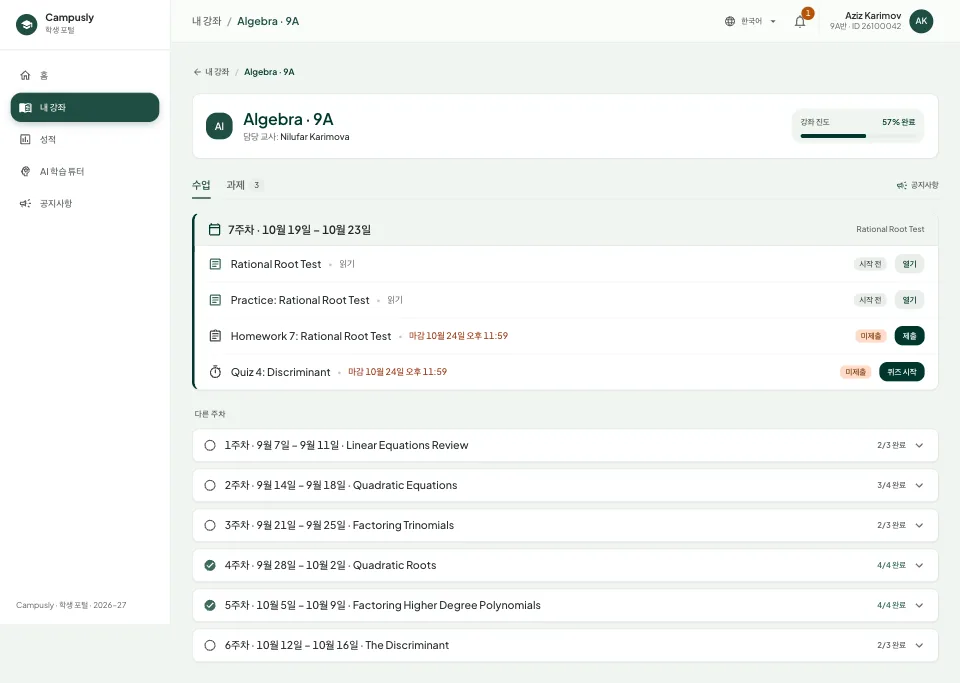 Campusly
학생 포털
내 강좌 / Algebra · 9A
한국어
1
Aziz Karimov
9A반 · ID 26100042
AK
홈
내 강좌
성적
AI 학습 튜터
공지사항
← 내 강좌 / Algebra · 9A
Al
Algebra · 9A
담당 교사: Nilufar Karimova
강좌 진도
57% 완료
수업
과제 3
공지사항
7주차 · 10월 19일 – 10월 23일
Rational Root Test
Rational Root Test • 읽기
시작 전
열기
Practice: Rational Root Test • 읽기
시작 전
열기
Homework 7: Rational Root Test • 마감 10월 24일 오후 11:59
미제출
제출
Quiz 4: Discriminant • 마감 10월 24일 오후 11:59
미제출
퀴즈 시작
다른 주차
1주차 · 9월 7일 – 9월 11일 · Linear Equations Review
2/3 완료
2주차 · 9월 14일 – 9월 18일 · Quadratic Equations
3/4 완료
3주차 · 9월 21일 – 9월 25일 · Factoring Trinomials
2/3 완료
4주차 · 9월 28일 – 10월 2일 · Quadratic Roots
4/4 완료
5주차 · 10월 5일 – 10월 9일 · Factoring Higher Degree Polynomials
4/4 완료
6주차 · 10월 12일 – 10월 16일 · The Discriminant
2/3 완료
Campusly · 학생 포털 · 2026–27